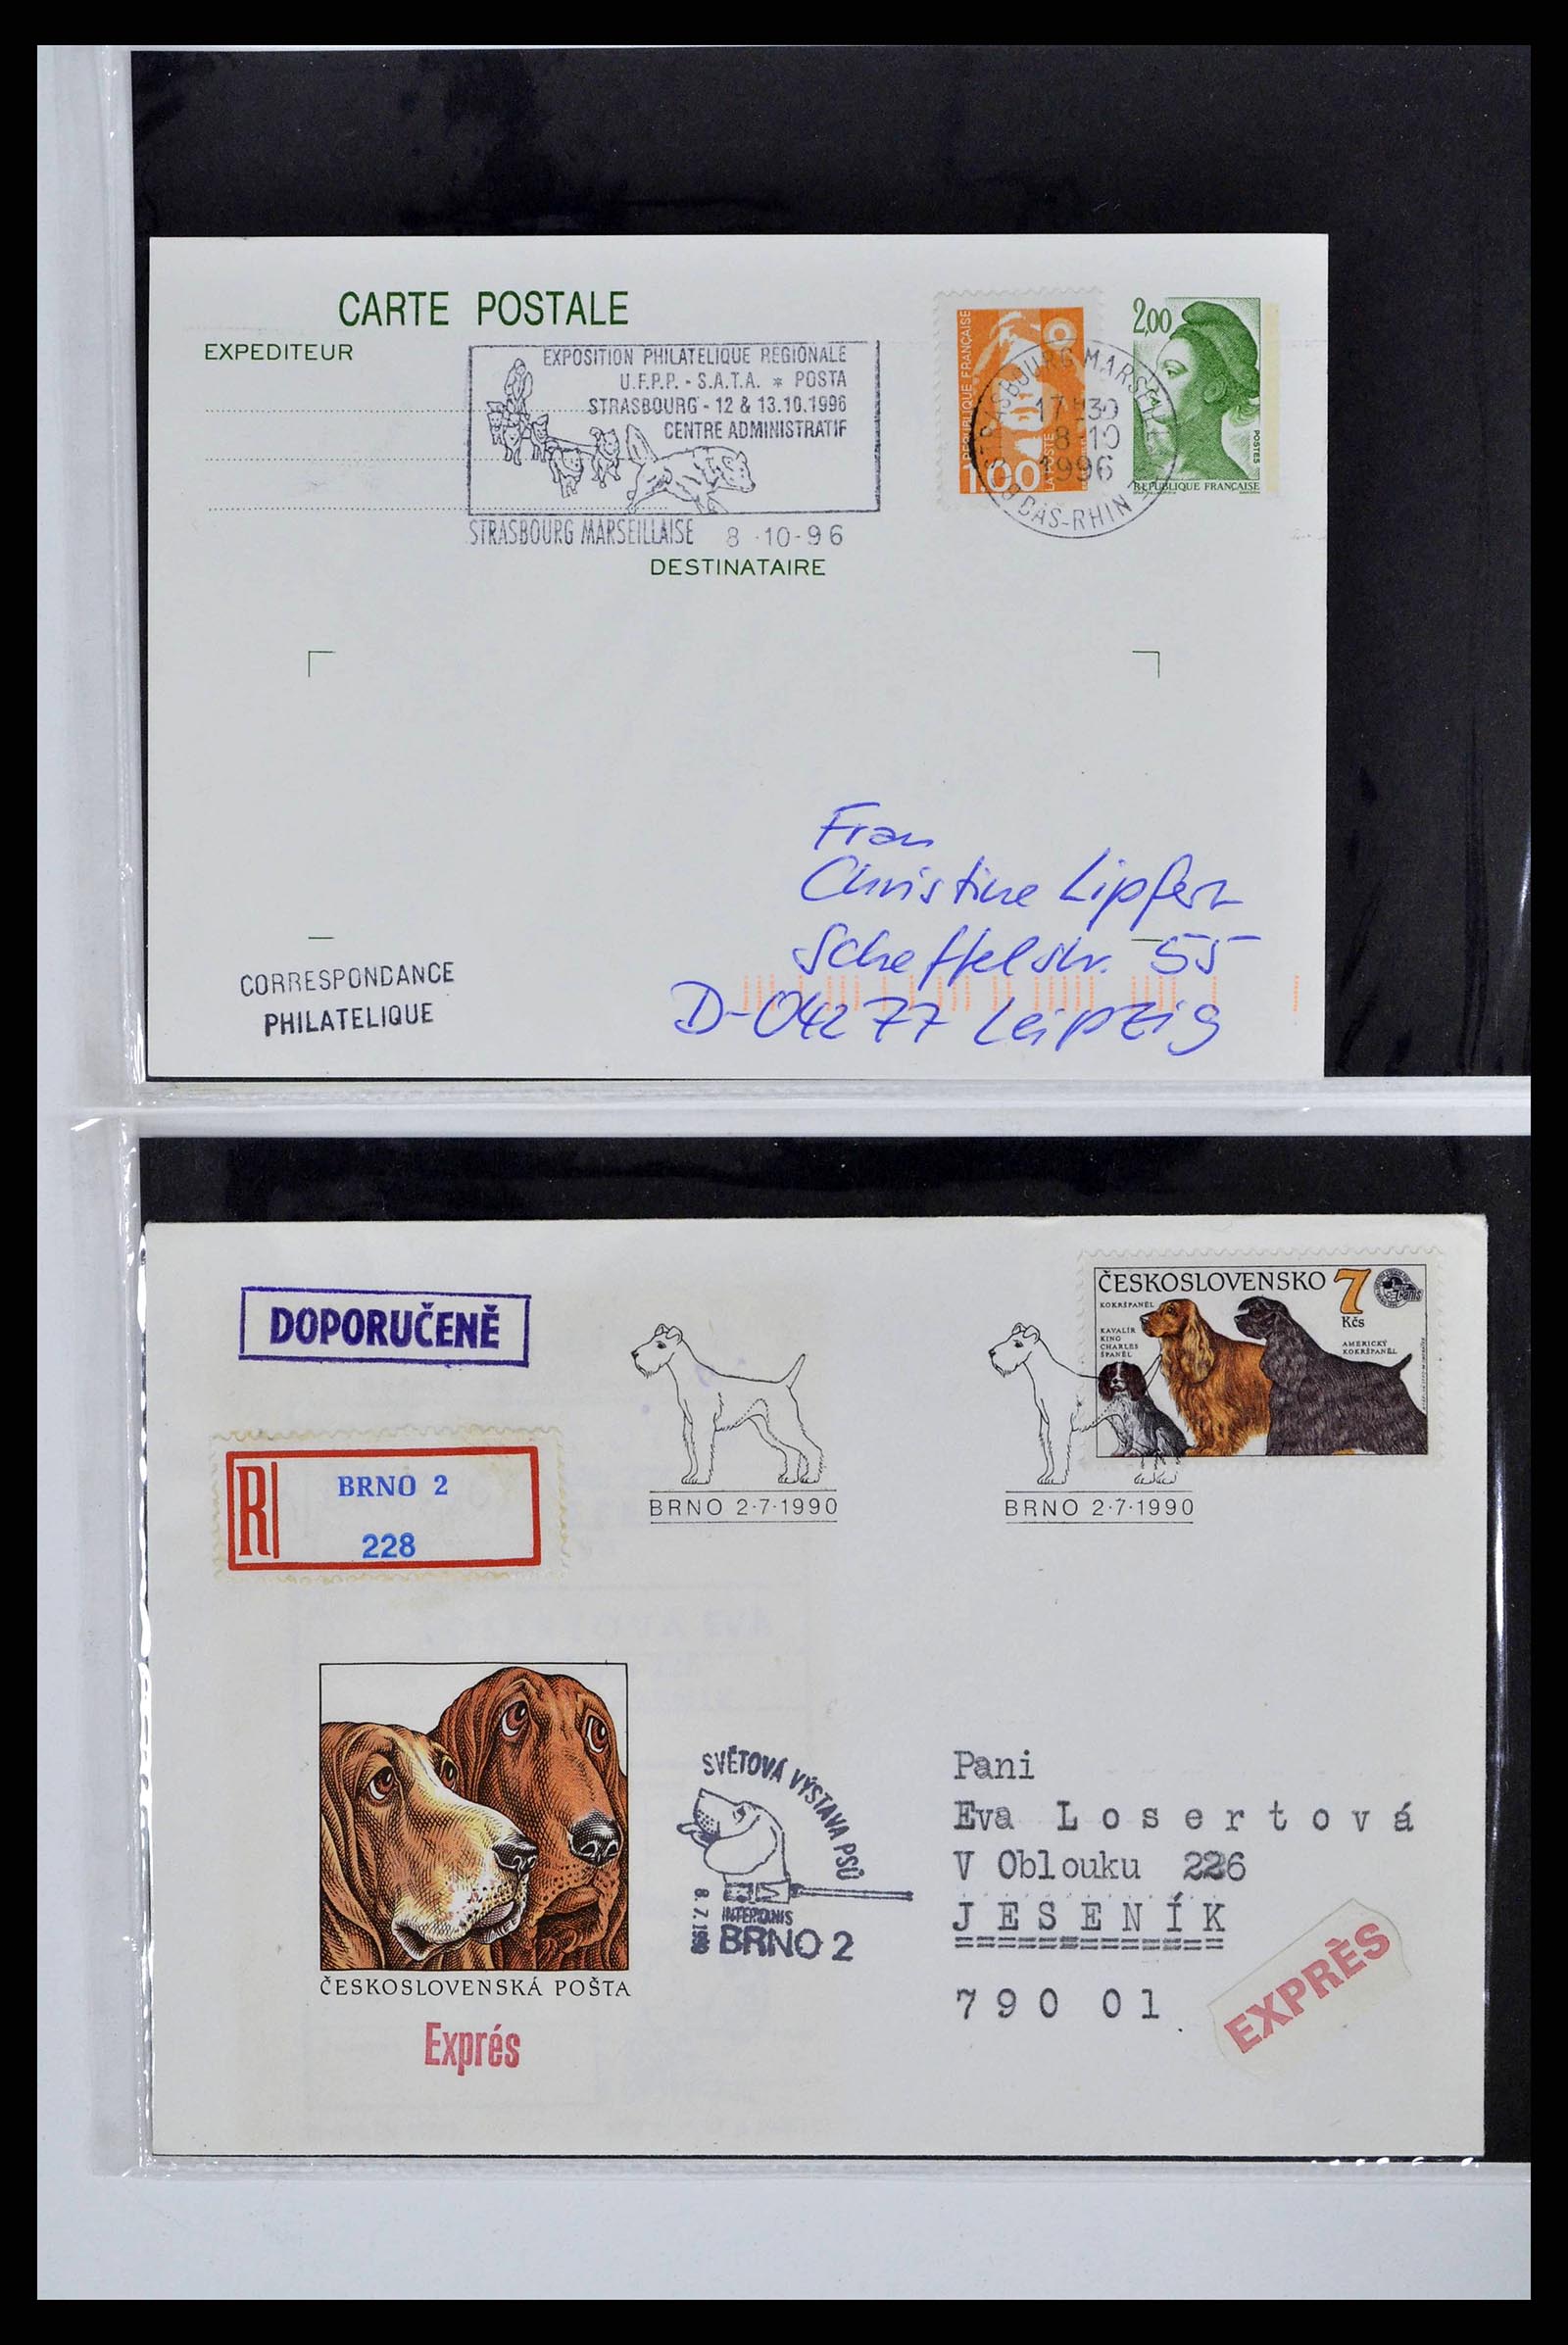 CARTE POSTALE
EXPEDITEUR
EXPOSITION PHILATELIQUE REGIONALE
U.F.P.P. - S.A.T.A. * POSTA
STRASBOURG - 12 & 13.10.1996
CENTRE ADMINISTRATIF
STRASBOURG MARSEILLAISE 8-10-96
REPUBLIQUE FRANÇAISE
1.00
LA POSTE
STRASBOURG MARSEILLAISE
17H30
8-10
1996
BAS-RHIN
2,00
POSTES
REPUBLIQUE FRANÇAISE
DESTINATAIRE
Frau
Christine Lipfert
Scheffelstr. 55
D-04277 Leipzig
CORRESPONDANCE
PHILATELIQUE
DOPORUČENĚ
ČESKOSLOVENSKO 7
Kčs
KOKRŠPANĚL
KAVALÍR
KING
CHARLES
ŠPANĚL
AMERICKÝ
KOKRŠPANĚL
BRNO 2·7·1990
BRNO 2·7·1990
R
BRNO 2
228
ČESKOSLOVENSKÁ POŠTA
Exprés
SVĚTOVÁ VÝSTAVA PSŮ
INTERCANIS
BRNO 2
Pani
Eva Losertová
V Oblouku 226
JESENÍK
============
790 01
EXPRÈS